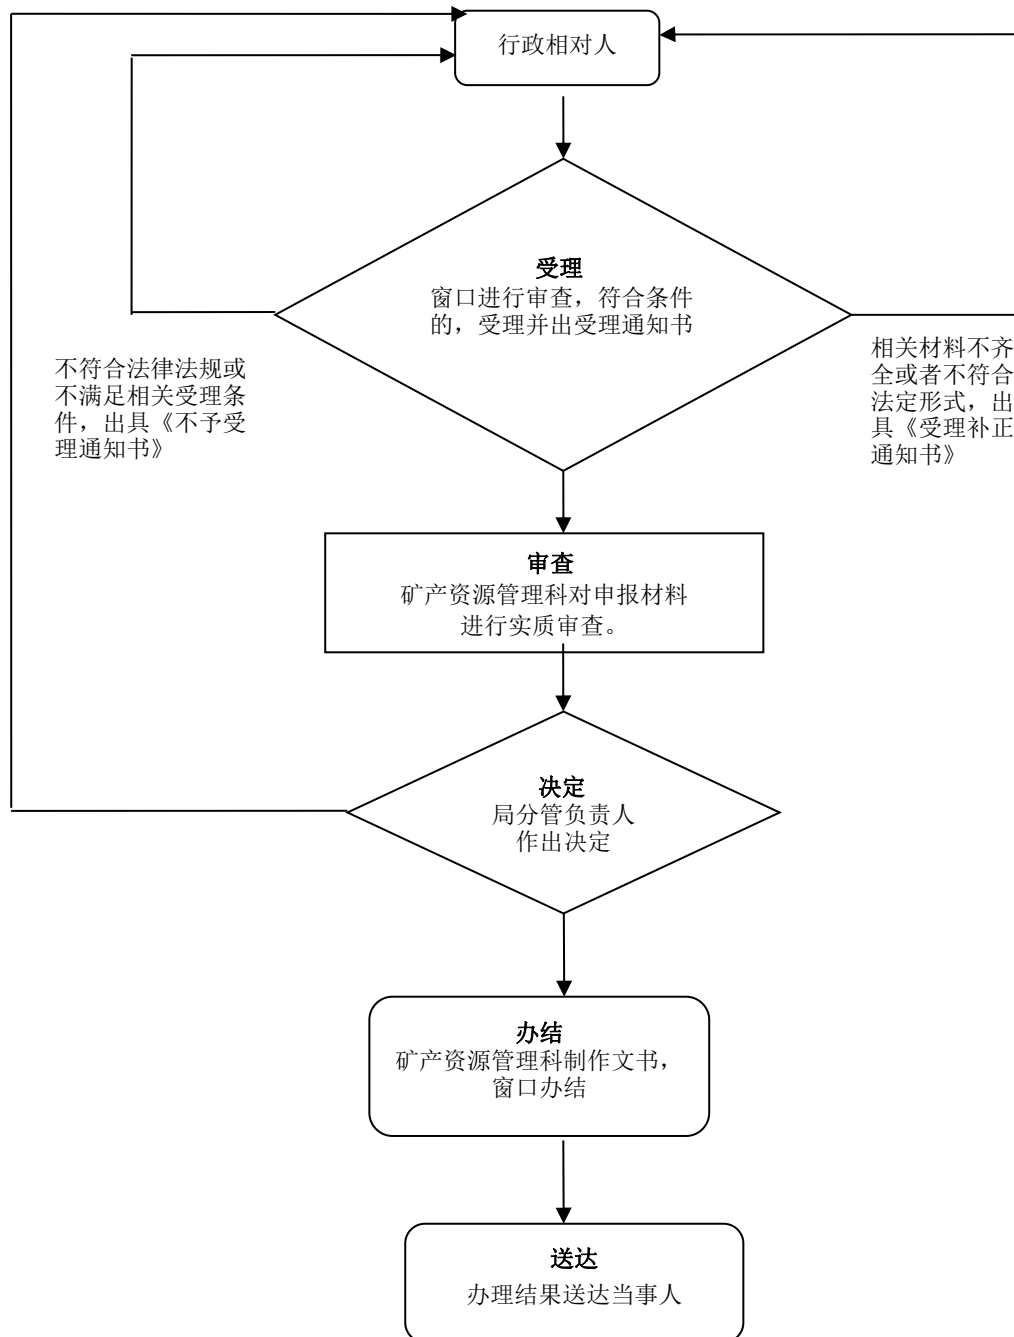 行政相对人
受理
窗口进行审查，符合条件
的，受理并出受理通知书
不符合法律法规或
不满足相关受理条
件，出具《不予受
理通知书》
相关材料不齐
全或者不符合
法定形式，出
具《受理补正
通知书》
审查
矿产资源管理科对申报材料
进行实质审查。
决定
局分管负责人
作出决定
办结
矿产资源管理科制作文书，
窗口办结
送达
办理结果送达当事人